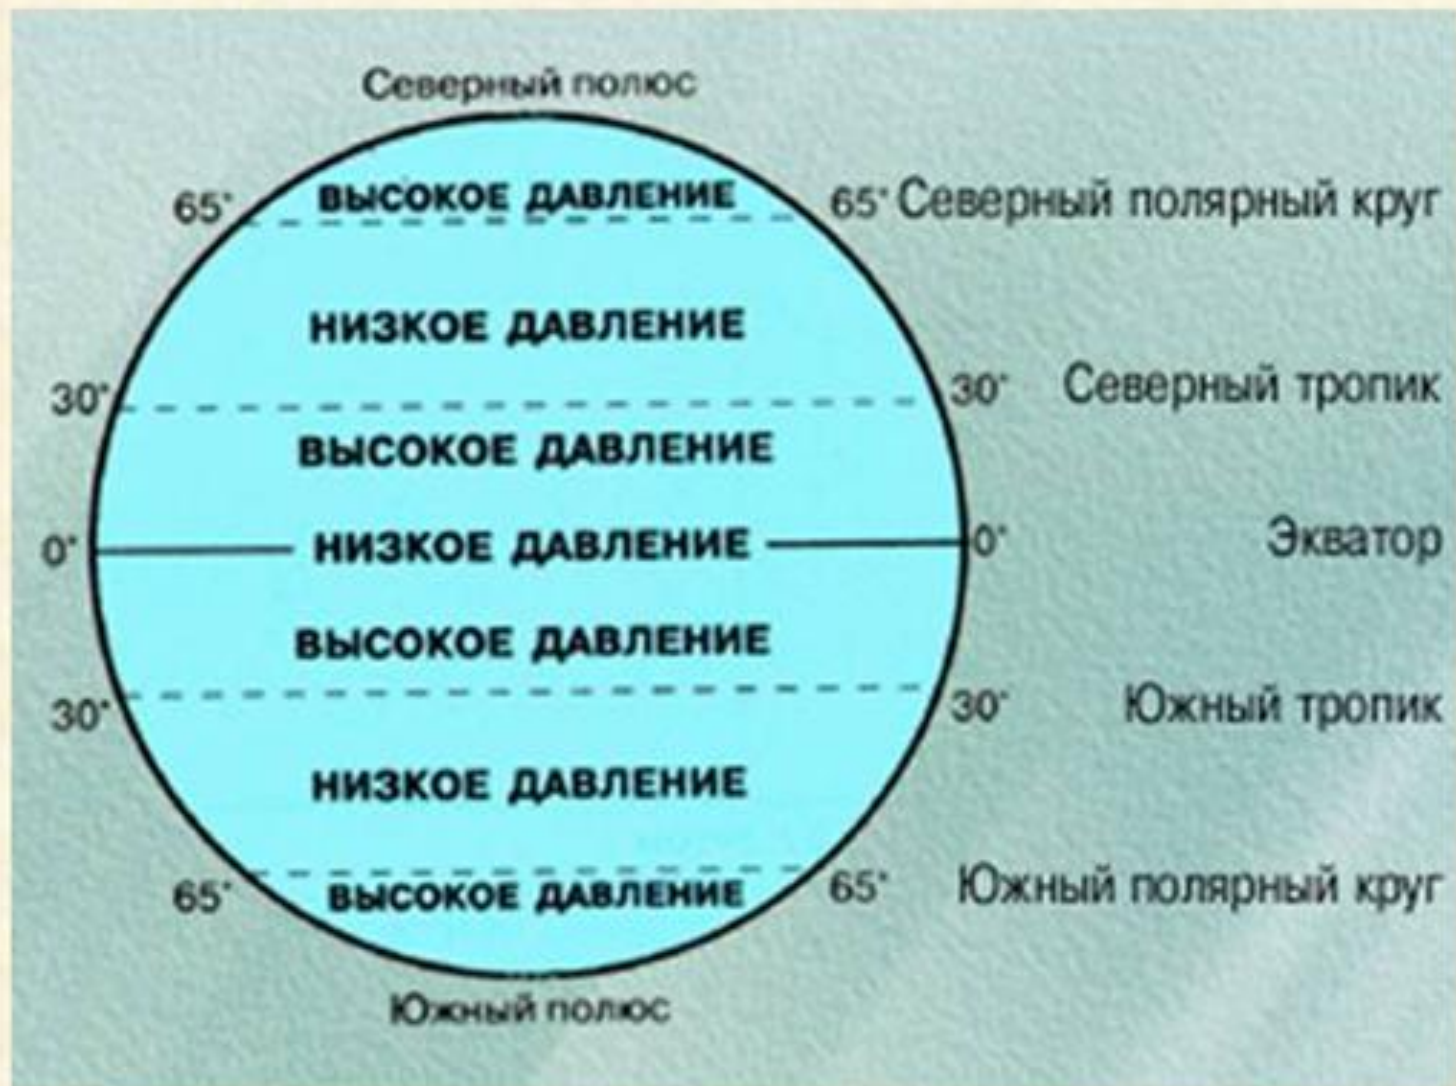 Северный полюс
65° ВЫСОКОЕ ДАВЛЕНИЕ 65° Северный полярный круг
НИЗКОЕ ДАВЛЕНИЕ
30° 30° Северный тропик
ВЫСОКОЕ ДАВЛЕНИЕ
0° НИЗКОЕ ДАВЛЕНИЕ 0° Экватор
ВЫСОКОЕ ДАВЛЕНИЕ
30° 30° Южный тропик
НИЗКОЕ ДАВЛЕНИЕ
65° ВЫСОКОЕ ДАВЛЕНИЕ 65° Южный полярный круг
Южный полюс